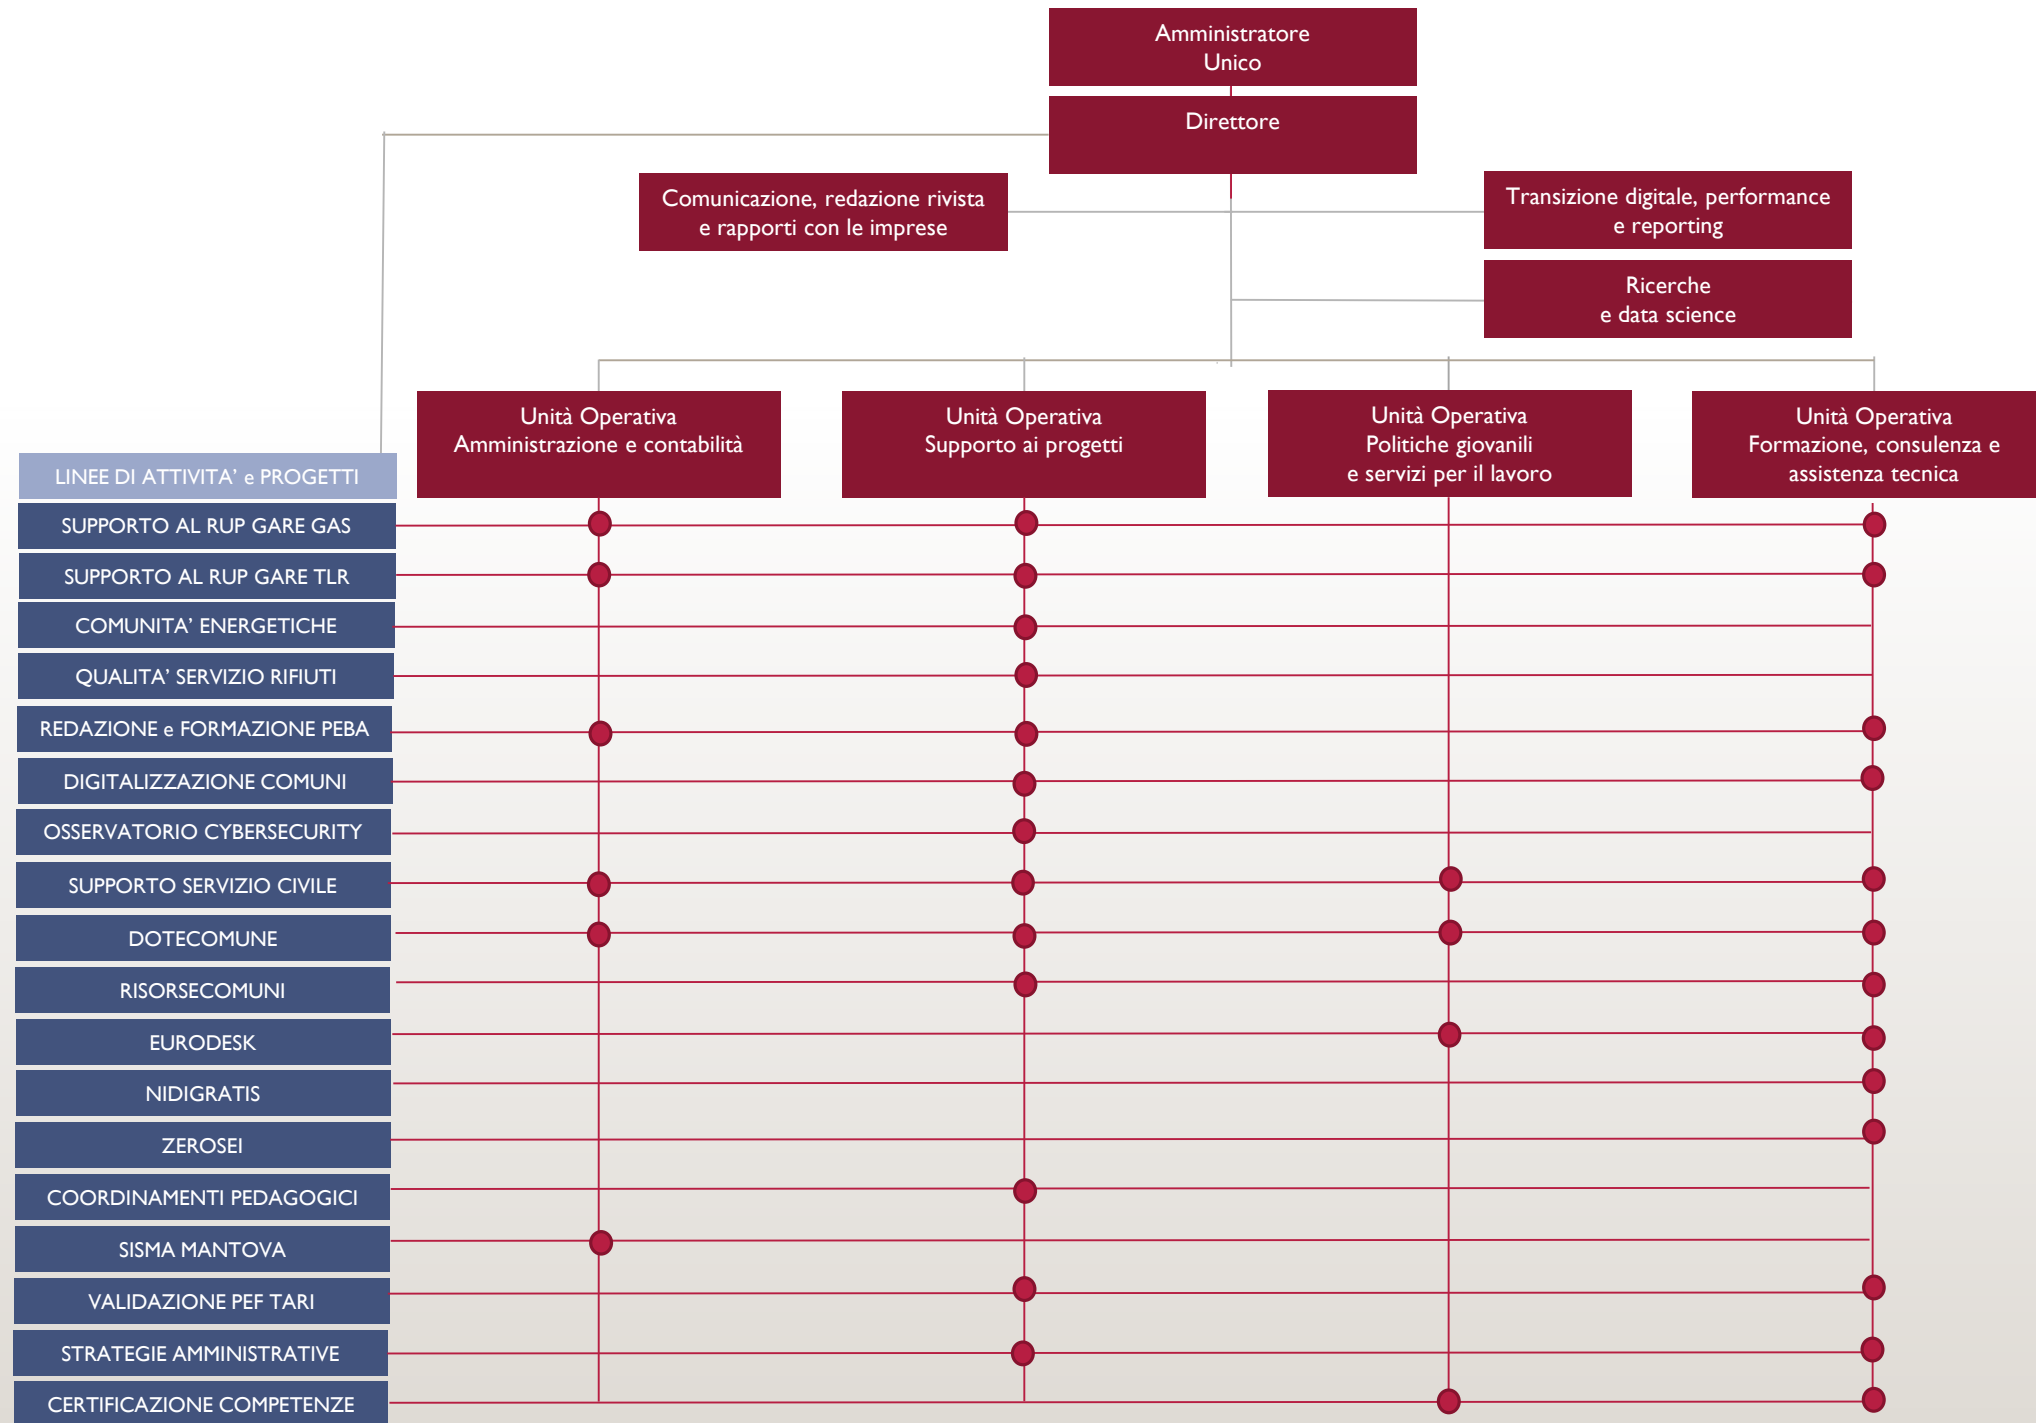 Amministratore
Unico
Direttore
Comunicazione, redazione rivista
e rapporti con le imprese
Transizione digitale, performance
e reporting
Ricerche
e data science
Unità Operativa
Amministrazione e contabilità
Unità Operativa
Supporto ai progetti
Unità Operativa
Politiche giovanili
e servizi per il lavoro
Unità Operativa
Formazione, consulenza e
assistenza tecnica
LINEE DI ATTIVITA’ e PROGETTI
SUPPORTO AL RUP GARE GAS
SUPPORTO AL RUP GARE TLR
COMUNITA’ ENERGETICHE
QUALITA’ SERVIZIO RIFIUTI
REDAZIONE e FORMAZIONE PEBA
DIGITALIZZAZIONE COMUNI
OSSERVATORIO CYBERSECURITY
SUPPORTO SERVIZIO CIVILE
DOTECOMUNE
RISORSECOMUNI
EURODESK
NIDIGRATIS
ZEROSEI
COORDINAMENTI PEDAGOGICI
SISMA MANTOVA
VALIDAZIONE PEF TARI
STRATEGIE AMMINISTRATIVE
CERTIFICAZIONE COMPETENZE